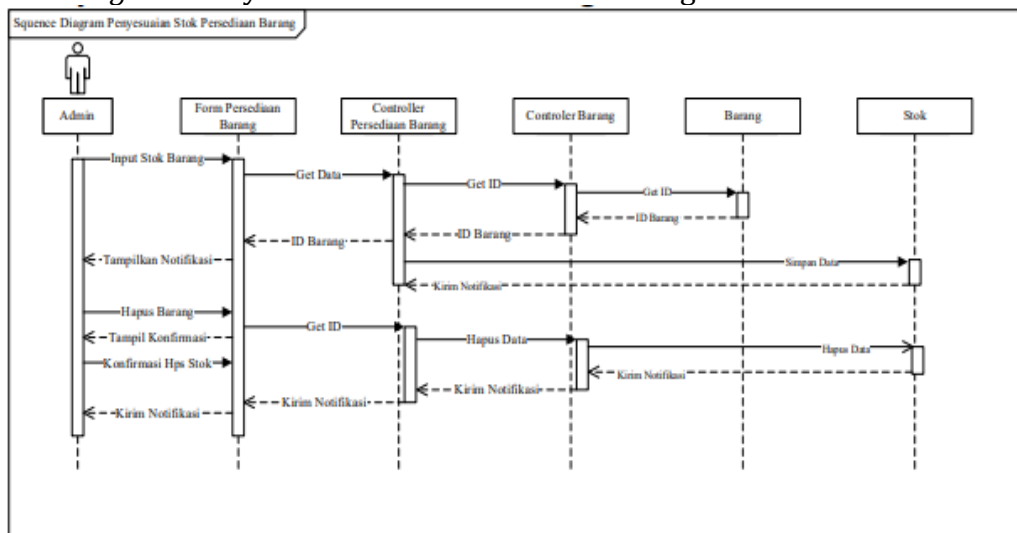 Squence Diagram Penyesuaian Stok Persediaan Barang
Admin
Form Persediaan
Barang
Controller
Persediaan Barang
Controler Barang
Barang
Stok
Input Stok Barang
Get Data
Get ID
Get ID
ID Barang
ID Barang
ID Barang
Tampilkan Notifikasi
Simpan Data
Kirim Notifikasi
Hapus Barang
Get ID
Tampil Konfirmasi
Hapus Data
Hapus Data
Konfirmasi Hps Stok
Kirim Notifikasi
Kirim Notifikasi
Kirim Notifikasi
Kirim Notifikasi